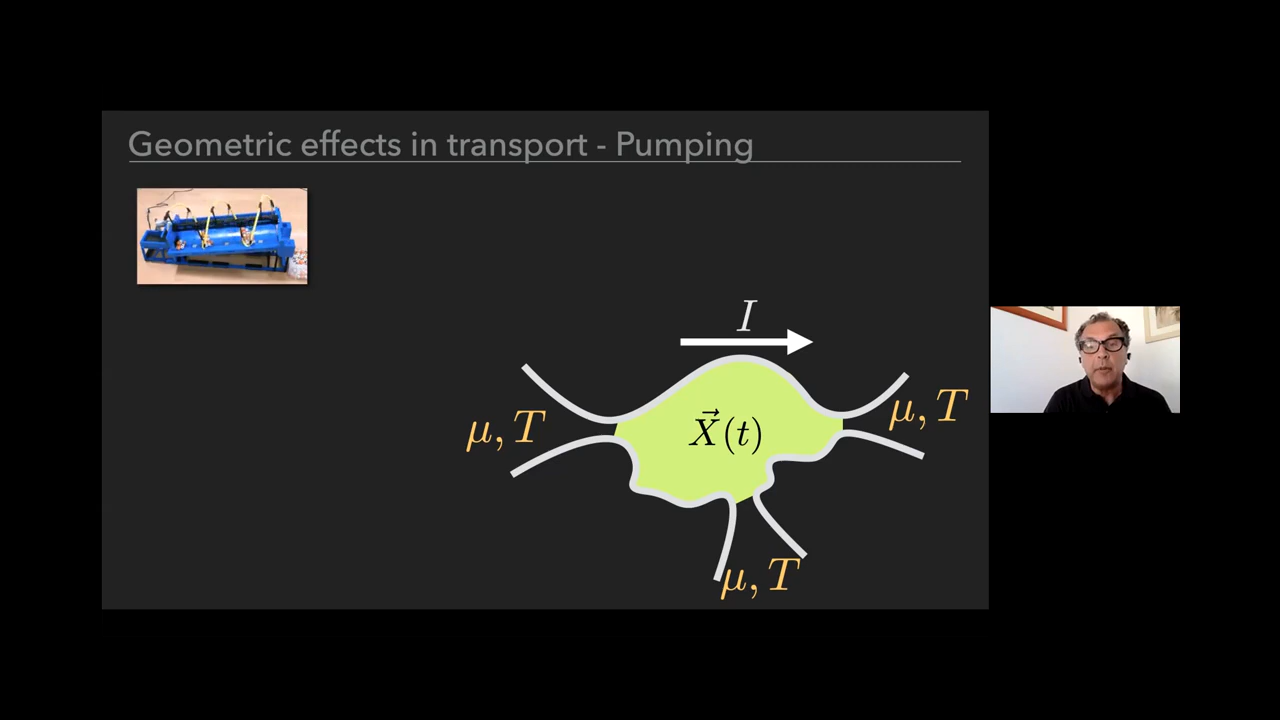 Geometric effects in transport - Pumping
I
μ, T
X⃗(t)
μ, T
μ, T